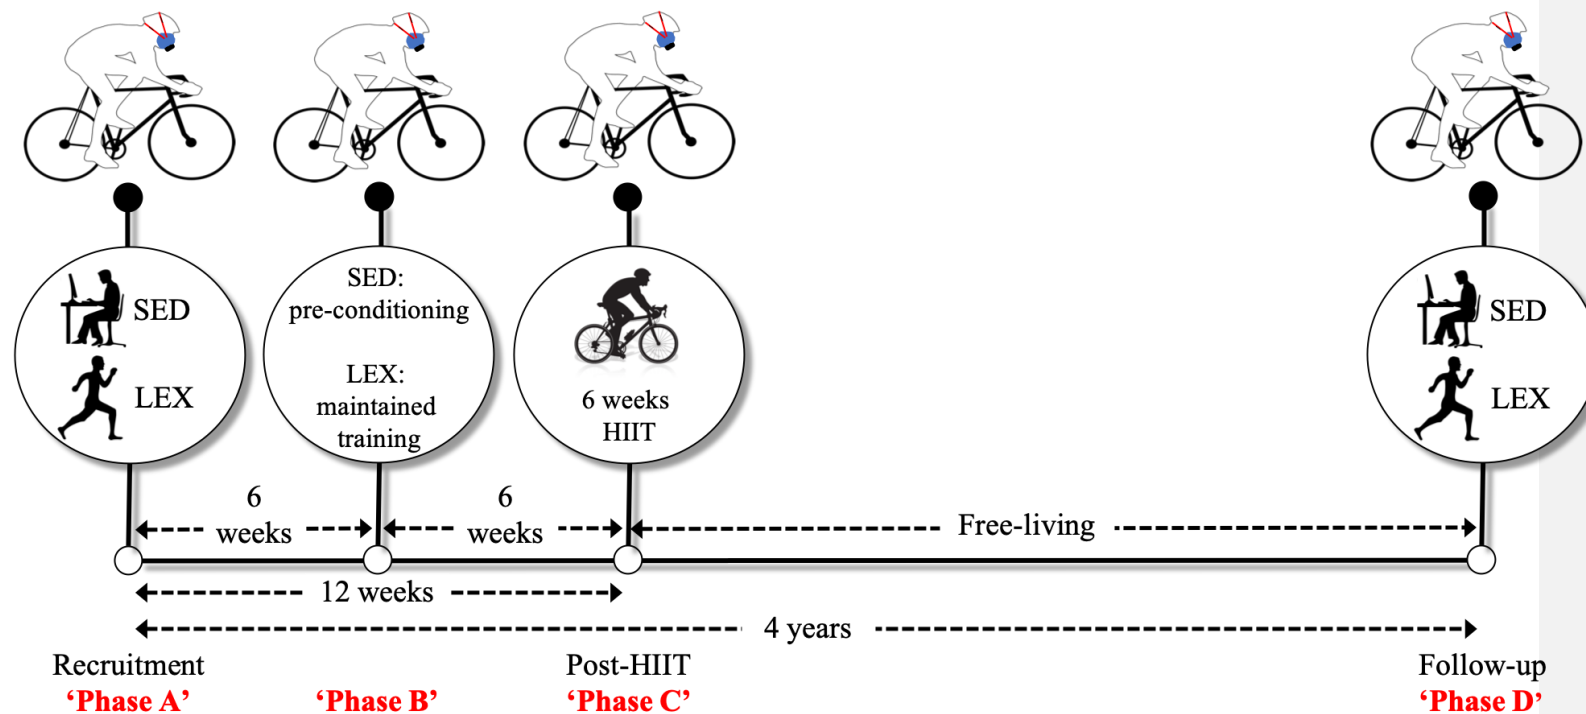 SED
LEX
SED:
pre-conditioning
LEX:
maintained
training
6 weeks
HIIT
SED
LEX
6
weeks
6
weeks
Free-living
12 weeks
4 years
Recruitment
‘Phase A’
‘Phase B’
Post-HIIT
‘Phase C’
Follow-up
‘Phase D’